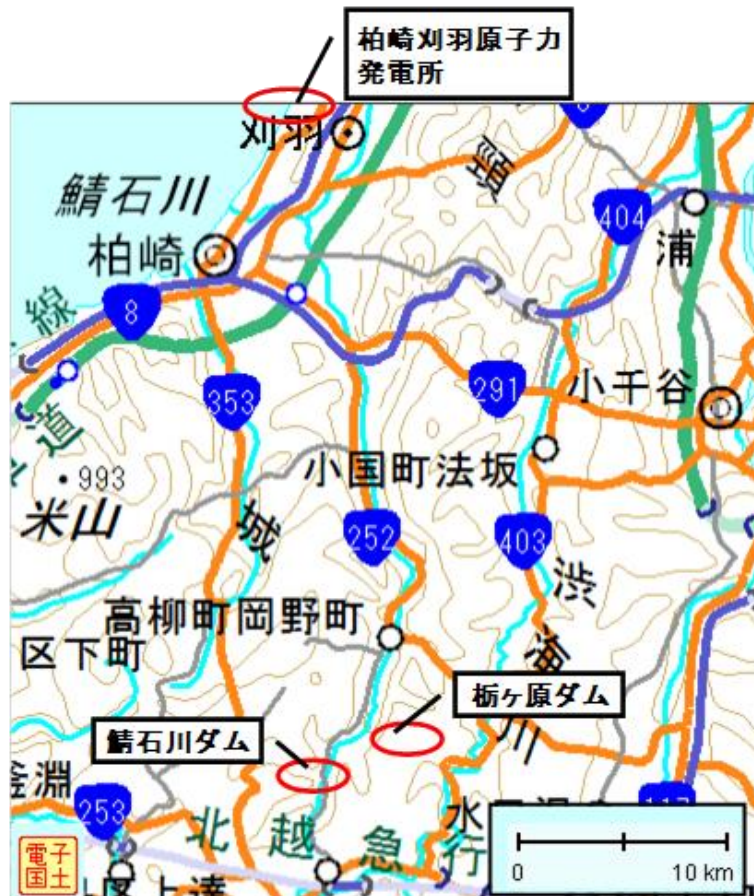 柏崎刈羽原子力
発電所
刈羽
鯖石川
頸
404
浦
柏崎
線
8
353
291
小千谷
道
・993
米山
小国町法坂
城
252
403
渋
海
川
高柳町岡野町
区下町
栃ヶ原ダム
鯖石川ダム
253
北越急行
0
10 km
電子
国土